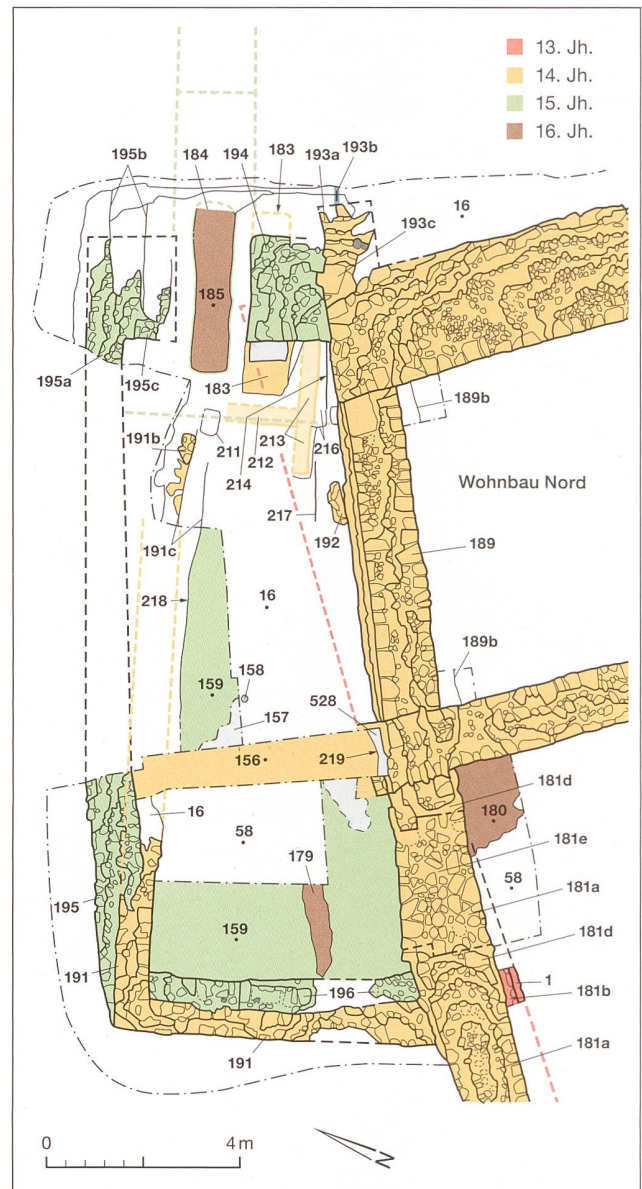 13. Jh.
14. Jh.
15. Jh.
16. Jh.
195b
184
194
183
193a
193b
16
193c
185
195a
195c
183
189b
191b
211
213
216
212
214
Wohnbau Nord
217
192
189
191c
218
16
159
158
189b
157
528
156
219
16
181d
58
180
181e
179
58
195
181a
159
181d
191
1
196
181b
191
181a
0
4 m
N